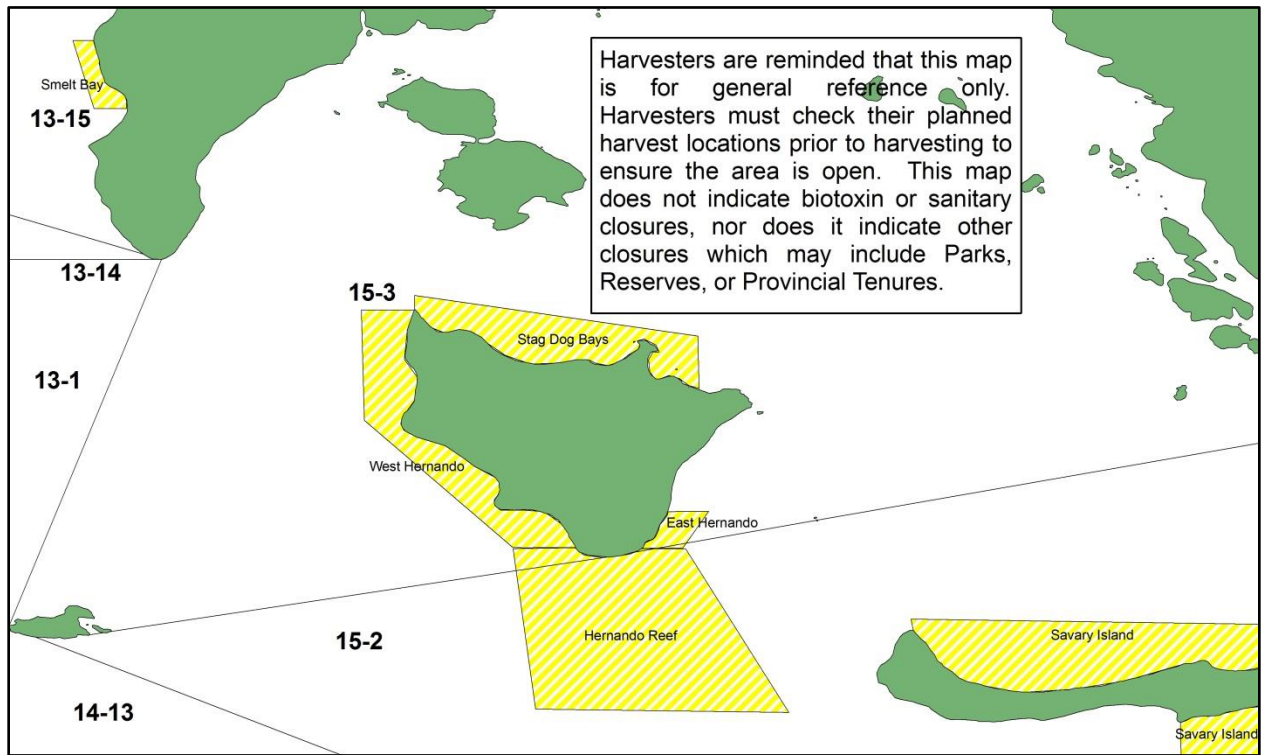 Harvesters are reminded that this map
is for general reference only.
Harvesters must check their planned
harvest locations prior to harvesting to
ensure the area is open. This map
does not indicate biotoxin or sanitary
closures, nor does it indicate other
closures which may include Parks,
Reserves, or Provincial Tenures.
Smelt Bay
13-15
13-14
15-3
Stag Dog Bays
13-1
West Hernando
East Hernando
15-2
Hernando Reef
Savary Island
14-13
Savary Island